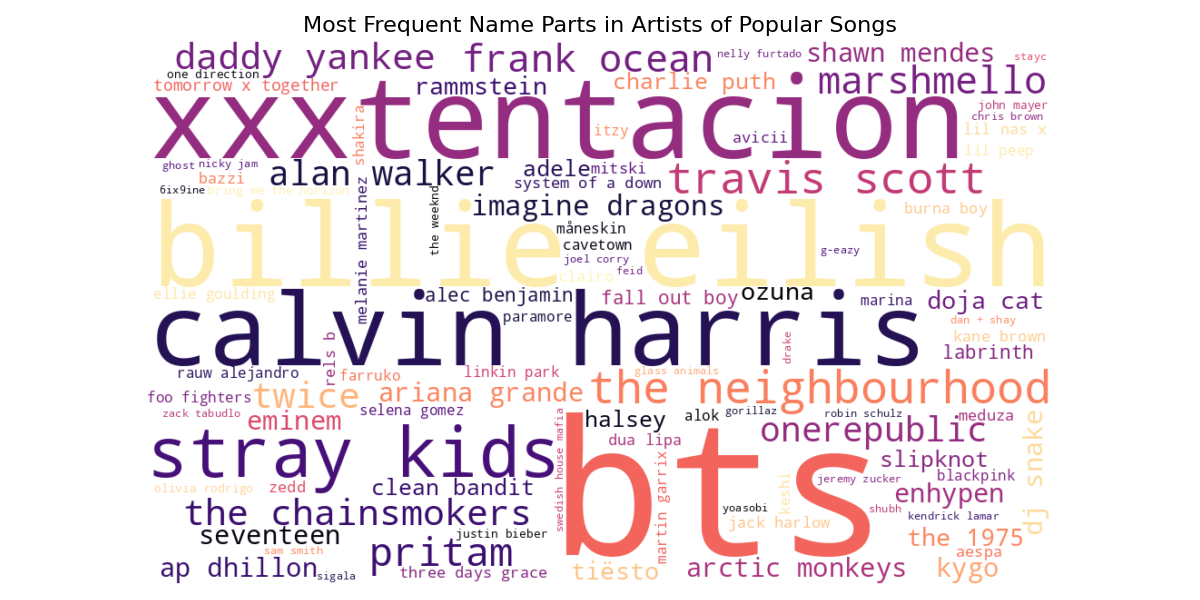 Most Frequent Name Parts in Artists of Popular Songs
daddy yankee
frank ocean
nelly furtado
shawn mendes
stayc
one direction
tomorrow x together
rammstein
charlie puth
marshmello
xxxtentacion
john mayer
chris brown
lil nas x
itzy
avicii
shakira
lil peep
ghost
nicky jam
bazzi
alan walker
adele
mitski
system of a down
travis scott
6ix9ine
bring me the horizon
melanie martinez
the weeknd
imagine dragons
burna boy
billie eilish
måneskin
cavetown
joel corry
feid
g-eazy
clairo
ellie goulding
alec benjamin
fall out boy
ozuna
marina
doja cat
calvin harris
paramore
dan + shay
kane brown
labrinth
rels b
drake
rauw alejandro
farruko
linkin park
glass animals
foo fighters
twice
ariana grande
the neighbourhood
zack tabudlo
eminem
selena gomez
halsey
alok
gorillaz
robin schulz
meduza
stray kids
bts
dua lipa
onerepublic
dj snake
swedish house mafia
martin garrix
slipknot
blackpink
olivia rodrigo
zedd
clean bandit
keshi
jeremy zucker
enhypen
the chainsmokers
yoasobi
shubh
kendrick lamar
seventeen
justin bieber
jack harlow
the 1975
sam smith
pritam
aespa
ap dhillon
sigala
three days grace
tiësto
arctic monkeys
kygo